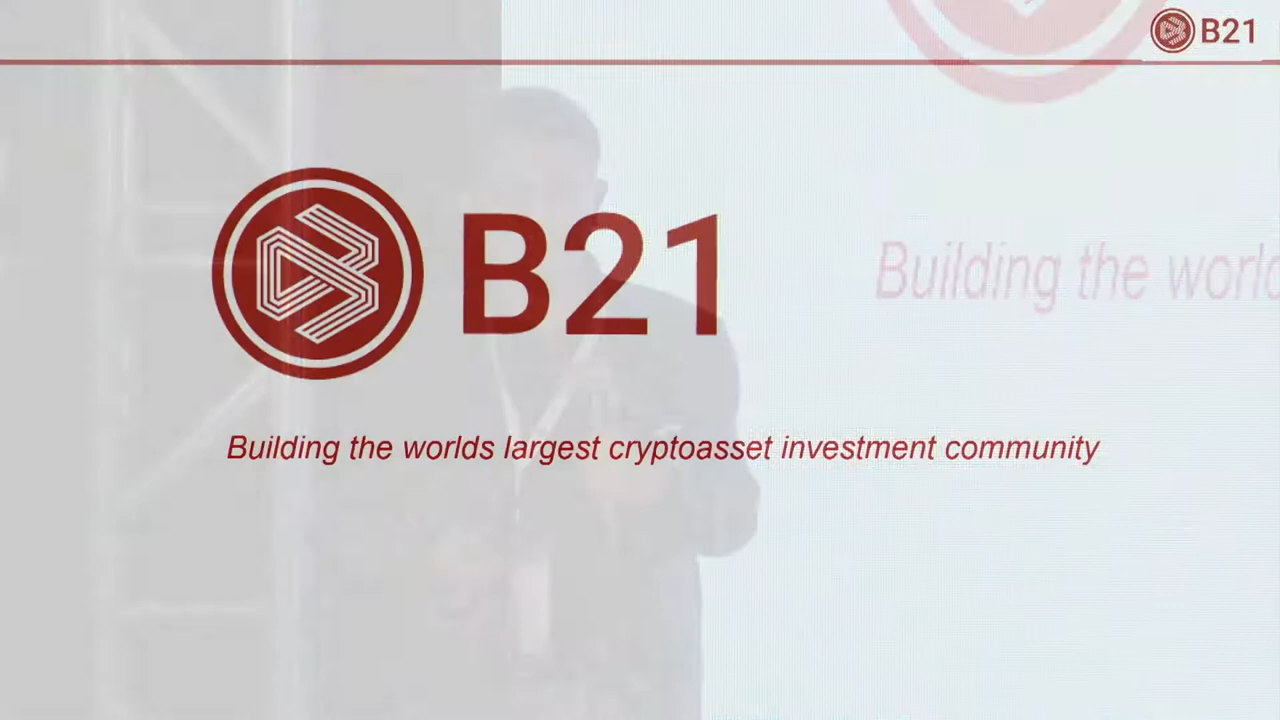 B21
B21
Building the world
Building the worlds largest cryptoasset investment community